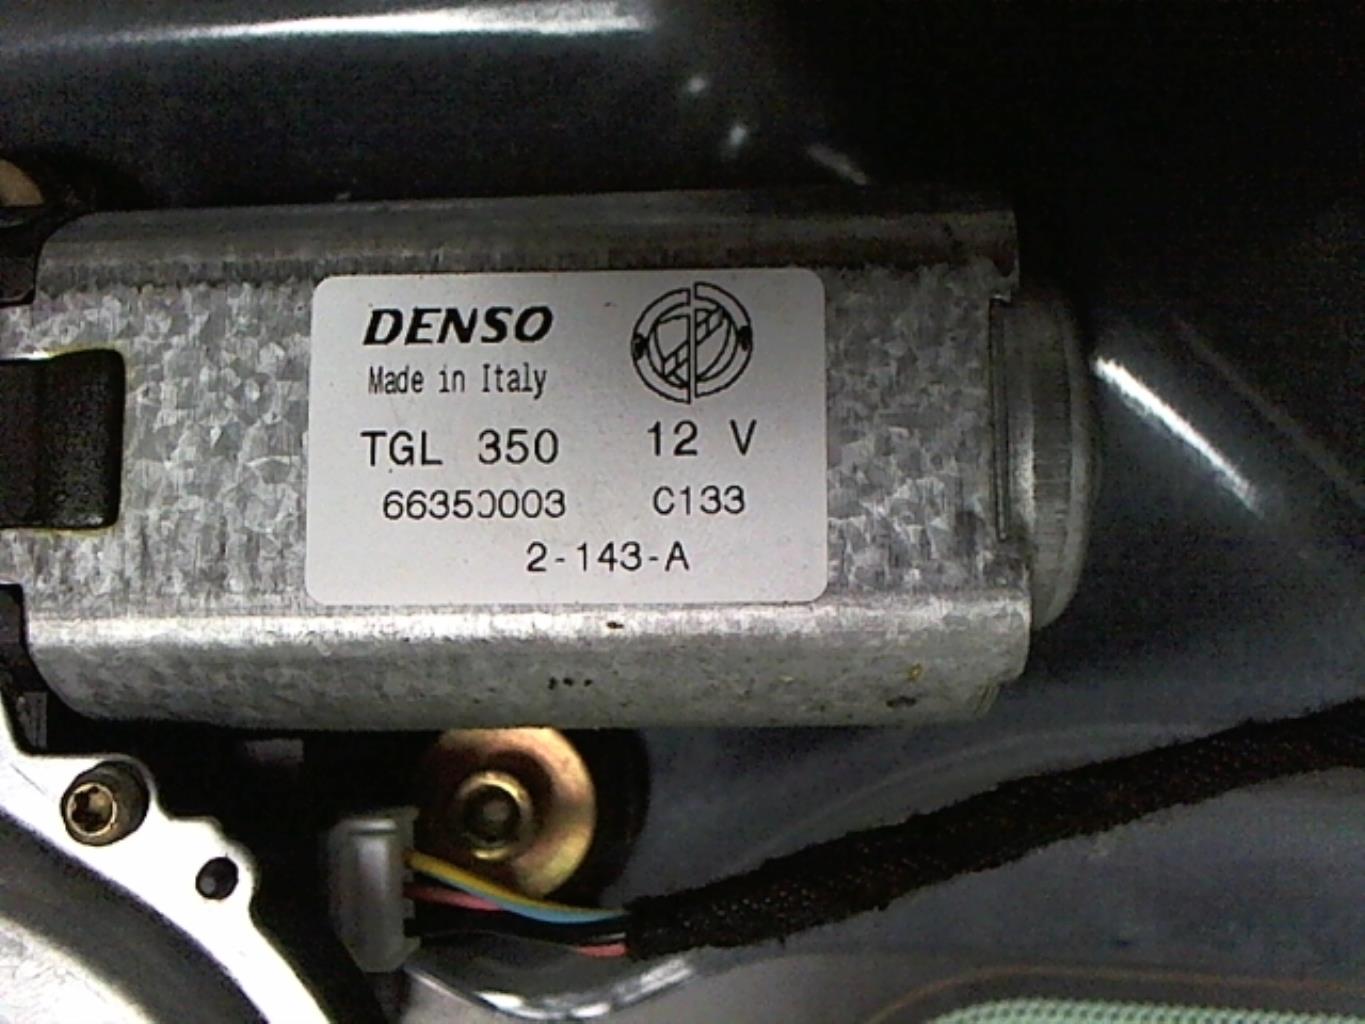 DENSO
Made in Italy
TGL 350 12 V
66350003 C133
2-143-A